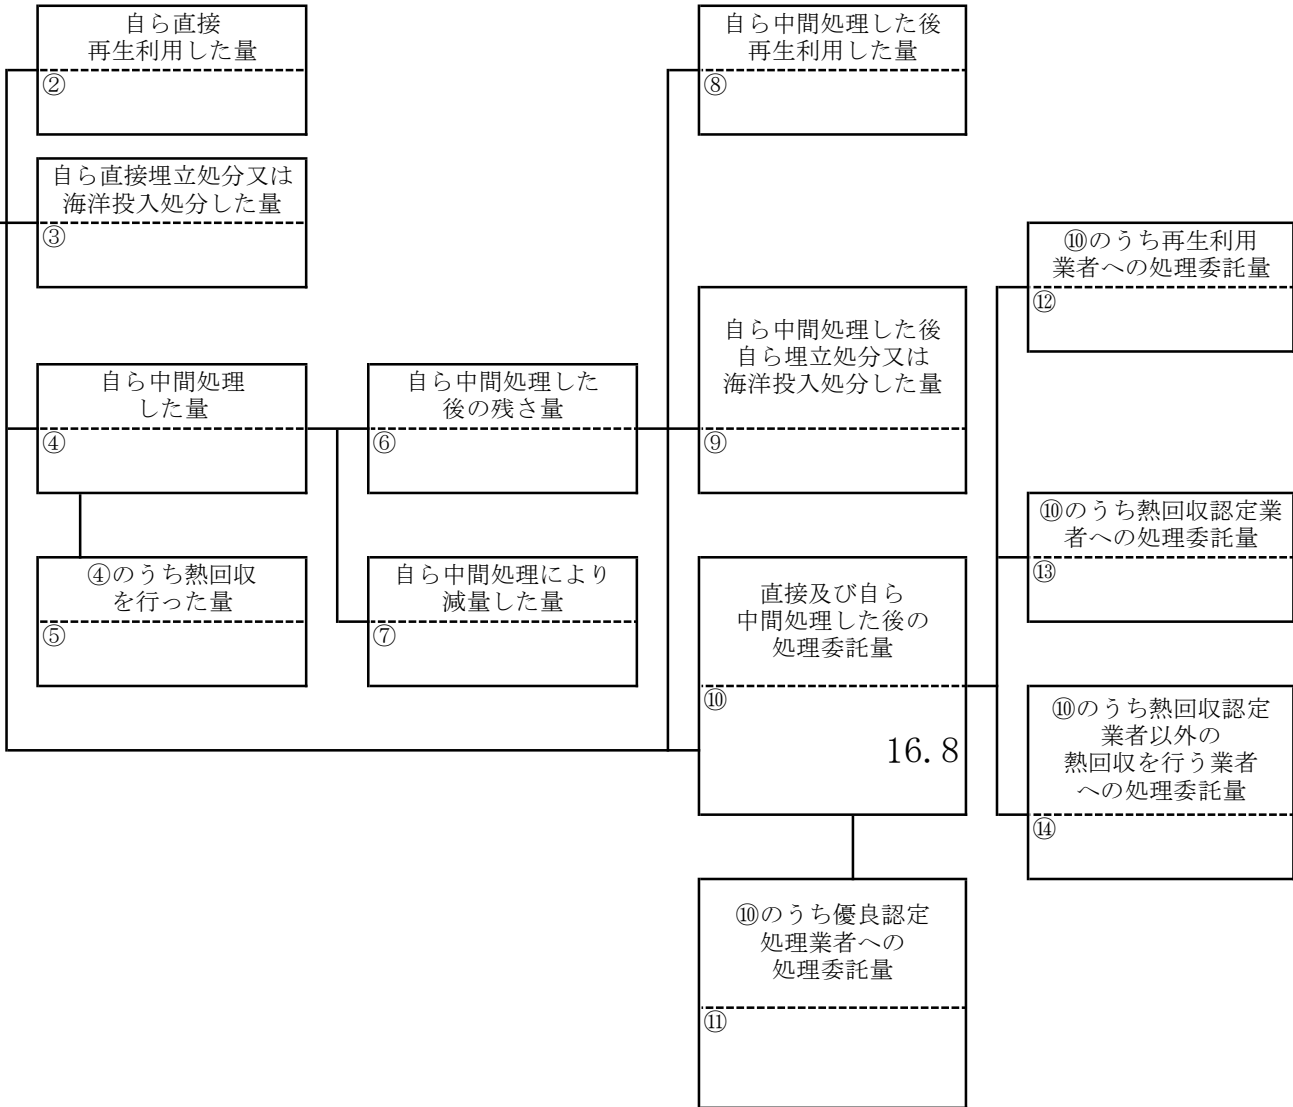 自ら直接
再生利用した量
②
自ら直接埋立処分又は
海洋投入処分した量
③
自ら中間処理
した量
④
④のうち熱回収
を行った量
⑤
自ら中間処理した
後の残さ量
⑥
自ら中間処理により
減量した量
⑦
自ら中間処理した後
再生利用した量
⑧
自ら中間処理した後
自ら埋立処分又は
海洋投入処分した量
⑨
直接及び自ら
中間処理した後の
処理委託量
⑩
16.8
⑩のうち優良認定
処理業者への
処理委託量
⑪
⑩のうち再生利用
業者への処理委託量
⑫
⑩のうち熱回収認定業
者への処理委託量
⑬
⑩のうち熱回収認定
業者以外の
熱回収を行う業者
への処理委託量
⑭